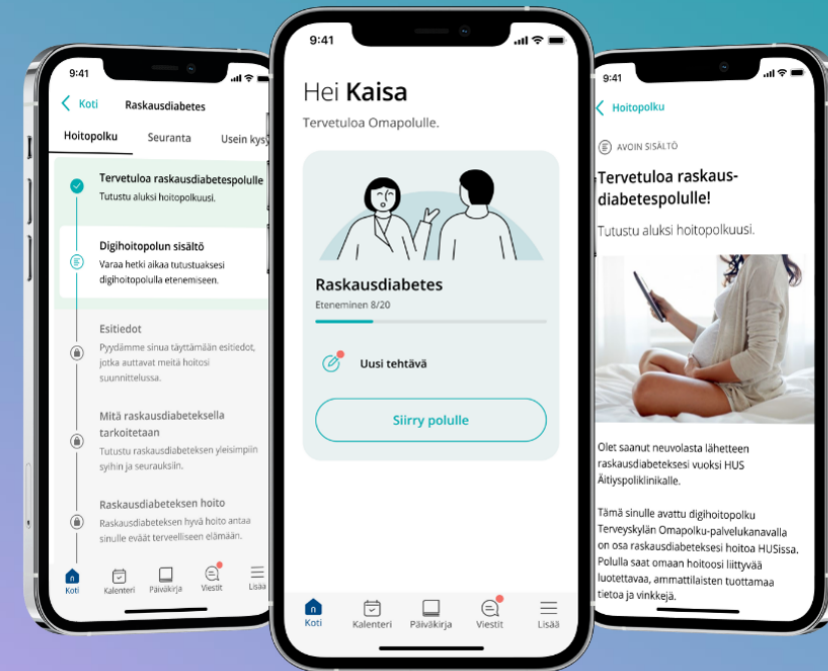 9:41
Koti
Raskausdiabetes
Hoitopolku Seuranta Usein kysy
Tervetuloa raskausdiabetespolulle
Tutustu aluksi hoitopolkuusi.
Digihoitopolun sisältö
Varaa hetki aikaa tutustuaksesi
digihoitopolulla etenemiseen.
Esitiedot
Pyydämme sinua täyttämään esitiedot,
jotka auttavat meitä hoitosi
suunnittelussa.
Mitä raskausdiabeteksella
tarkoitetaan
Tutustu raskausdiabeteksen yleisimpiin
syihin ja seurauksiin.
Raskausdiabeteksen hoito
Raskausdiabeteksen hyvä hoito antaa
sinulle eväät terveelliseen elämään.
Koti Kalenteri Päiväkirja Viestit Lisää
9:41
Hei Kaisa
Tervetuloa Omapolulle.
Raskausdiabetes
Eteneminen 8/20
Uusi tehtävä
Siirry polulle
Koti Kalenteri Päiväkirja Viestit Lisää
9:41
Hoitopolku
AVOIN SISÄLTÖ
Tervetuloa raskaus-
diabetespolulle!
Tutustu aluksi hoitopolkuusi.
Olet saanut neuvolasta lähetteen
raskausdiabeteksesi vuoksi HUS
Äitiyspoliklinikalle.
Tämä sinulle avattu digihoitopolku
Terveyskylän Omapolku-palvelukanavalla
on osa raskausdiabeteksesi hoitoa HUSissa.
Polulla saat omaan hoitoosi liittyvää
luotettavaa, ammattilaisten tuottamaa
tietoa ja vinkkejä.